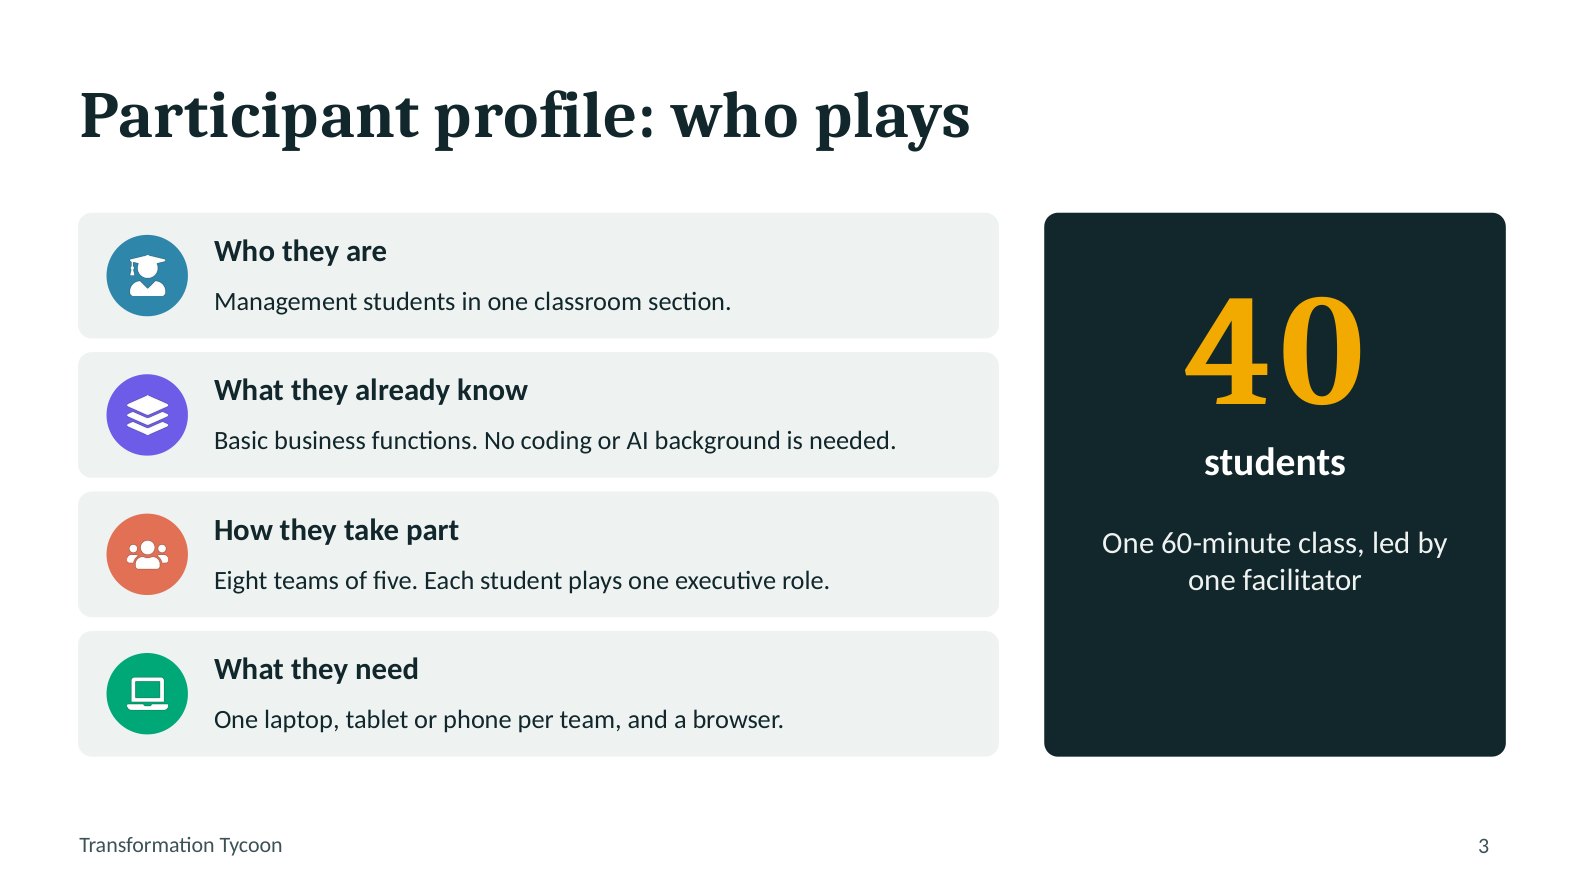 Participant profile: who plays
Who they are
Management students in one classroom section.
What they already know
Basic business functions. No coding or AI background is needed.
How they take part
Eight teams of five. Each student plays one executive role.
What they need
One laptop, tablet or phone per team, and a browser.
40
students
One 60-minute class, led by
one facilitator
Transformation Tycoon
3